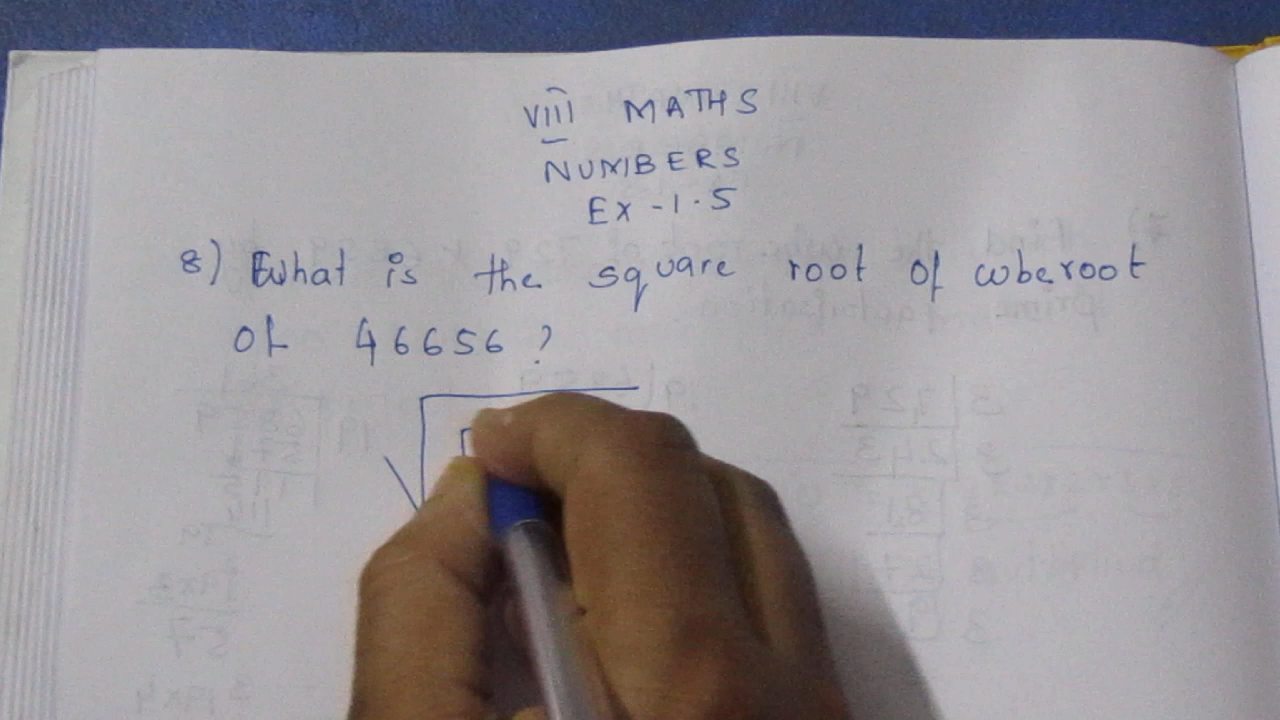 VIII MATHS
NUMBERS
Ex - 1.5
8) What is the square root of cuberoot
of 46656 ?